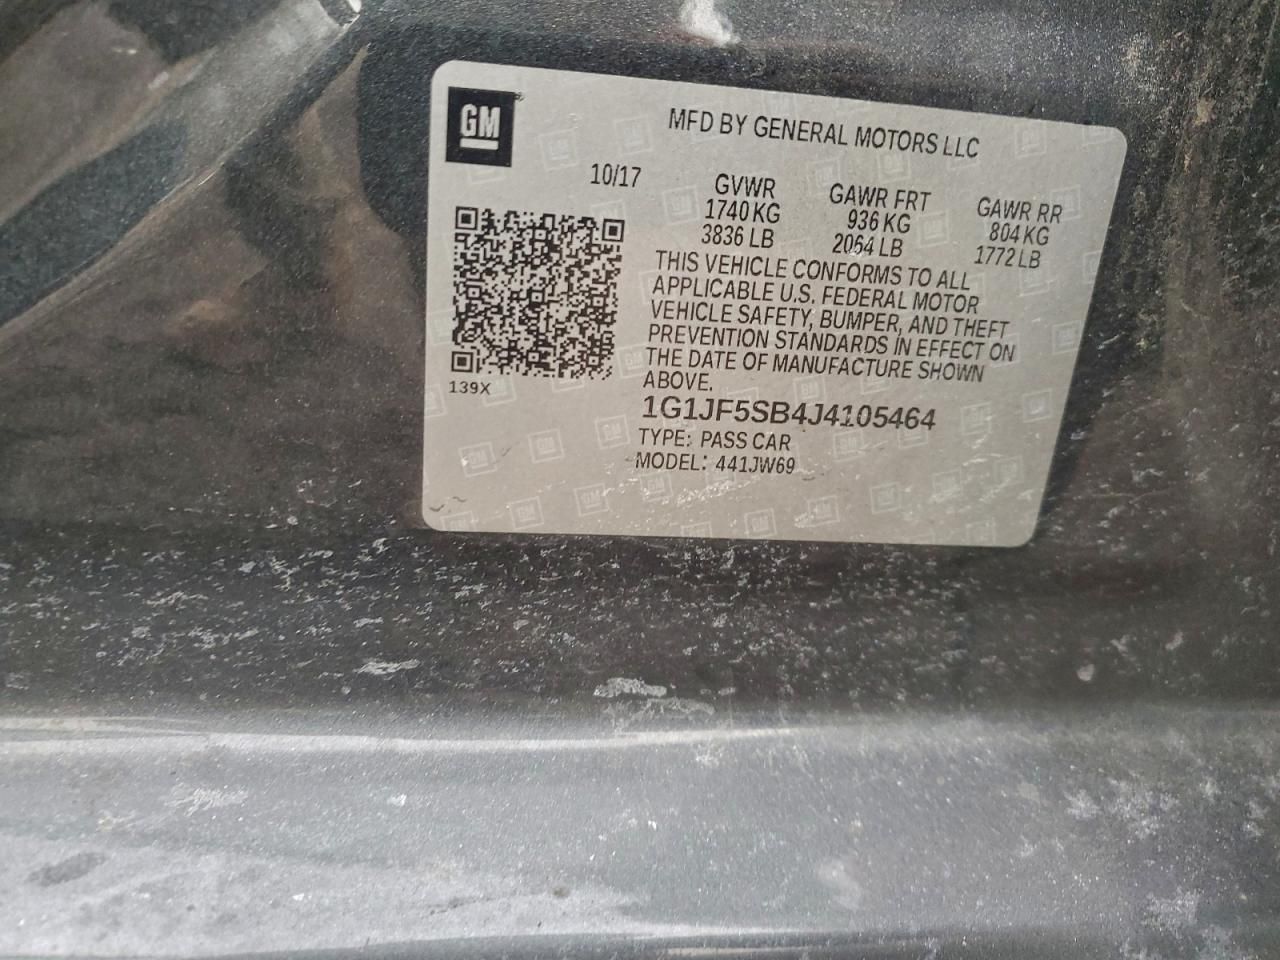 GM
MFD BY GENERAL MOTORS LLC
10/17
GVWR
1740 KG
3836 LB
GAWR FRT
936 KG
2064 LB
GAWR RR
804 KG
1772 LB
THIS VEHICLE CONFORMS TO ALL
APPLICABLE U.S. FEDERAL MOTOR
VEHICLE SAFETY, BUMPER, AND THEFT
PREVENTION STANDARDS IN EFFECT ON
THE DATE OF MANUFACTURE SHOWN
ABOVE.
139X
1G1JF5SB4J4105464
TYPE: PASS CAR
MODEL: 441JW69